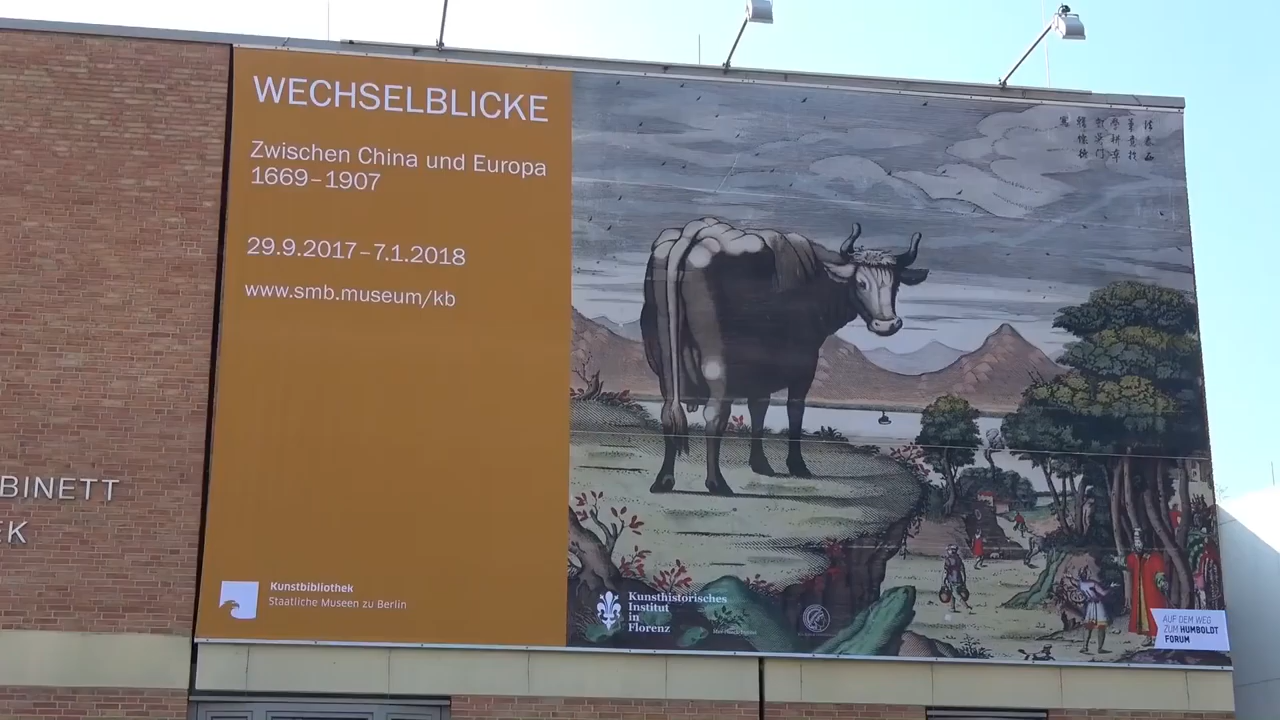 WECHSELBLICKE
Zwischen China und Europa
1669–1907
29.9.2017–7.1.2018
www.smb.museum/kb
BINETT
EK
Kunstbibliothek
Staatliche Museen zu Berlin
Kunsthistorisches
Institut
in
Florenz
AUF DEM WEG
ZUM HUMBOLDT
FORUM